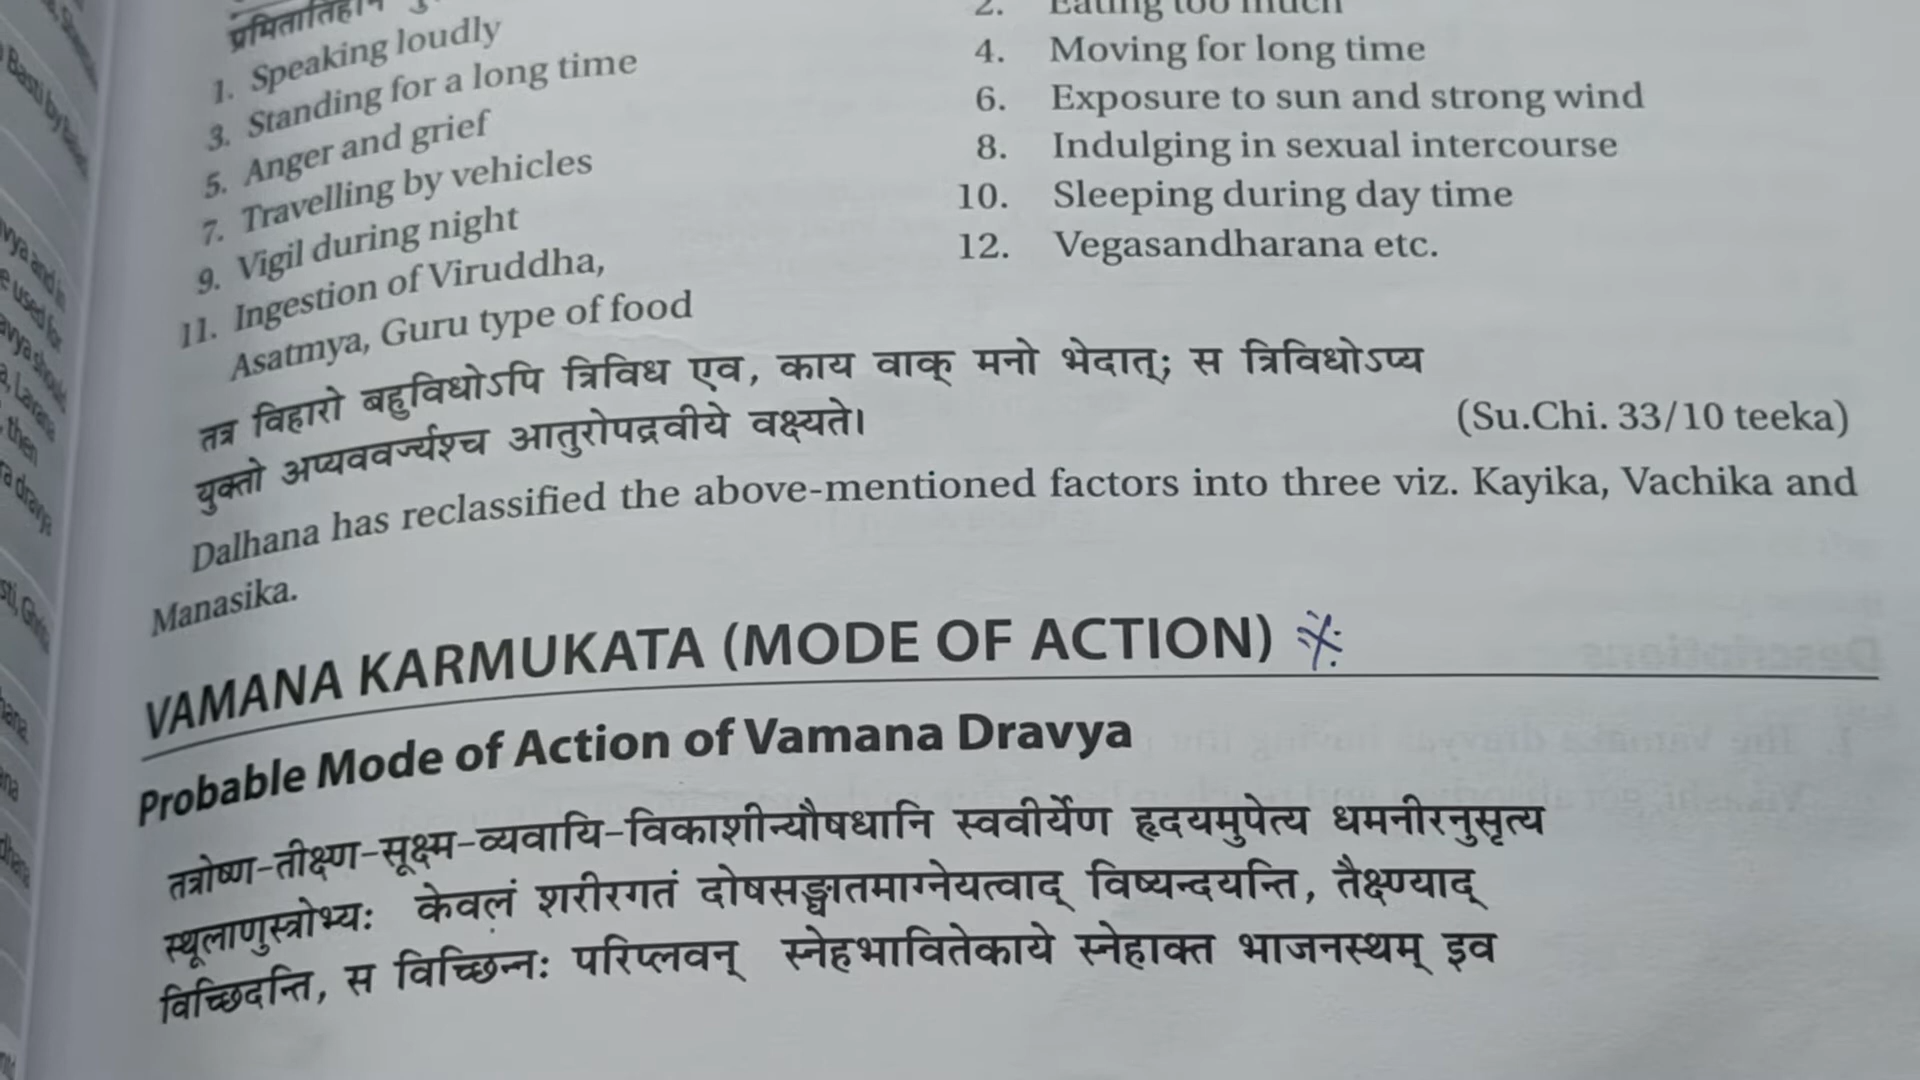 1. Speaking loudly
2. Eating too much
3. Standing for a long time
4. Moving for long time
5. Anger and grief
6. Exposure to sun and strong wind
7. Travelling by vehicles
8. Indulging in sexual intercourse
9. Vigil during night
10. Sleeping during day time
11. Ingestion of Viruddha,
Asatmya, Guru type of food
12. Vegasandharana etc.
तत्र विहारो बहुविधोऽपि त्रिविध एव, काय वाक् मनो भेदात्; स त्रिविधोऽप्य
युक्तो अप्यववर्ज्यश्च आतुरोपद्रवीये वक्ष्यते।
(Su.Chi. 33/10 teeka)
Dalhana has reclassified the above-mentioned factors into three viz. Kayika, Vachika and
Manasika.
VAMANA KARMUKATA (MODE OF ACTION)
Probable Mode of Action of Vamana Dravya
तत्रोष्ण-तीक्ष्ण-सूक्ष्म-व्यवायि-विकाशीन्यौषधानि स्ववीर्येण हृदयमुपेत्य धमनीरनुसृत्य
स्थूलाणुस्त्रोभ्यः केवलं शरीरगतं दोषसङ्घातमाग्नेयत्वाद् विष्यन्दयन्ति, तैक्ष्ण्याद्
विच्छिदन्ति, स विच्छिन्नः परिप्लवन् स्नेहभावितेकाये स्नेहाक्त भाजनस्थम् इव